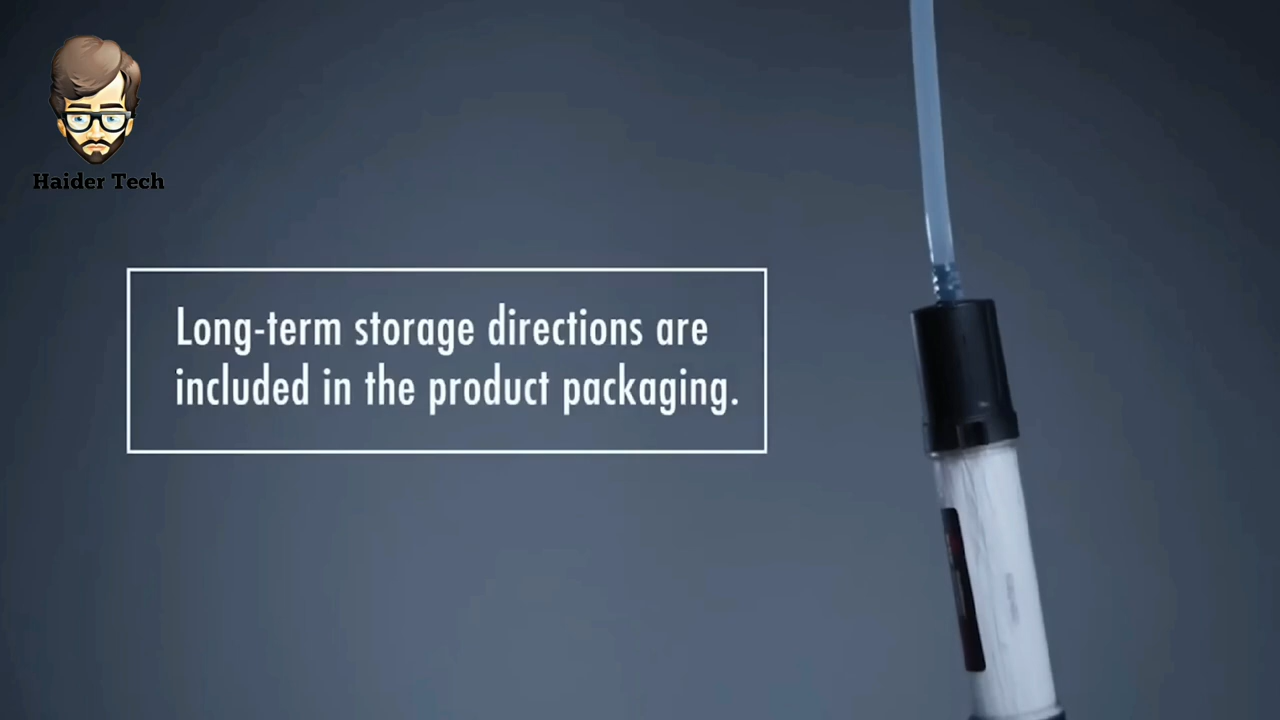 Haider Tech
Long-term storage directions are
included in the product packaging.